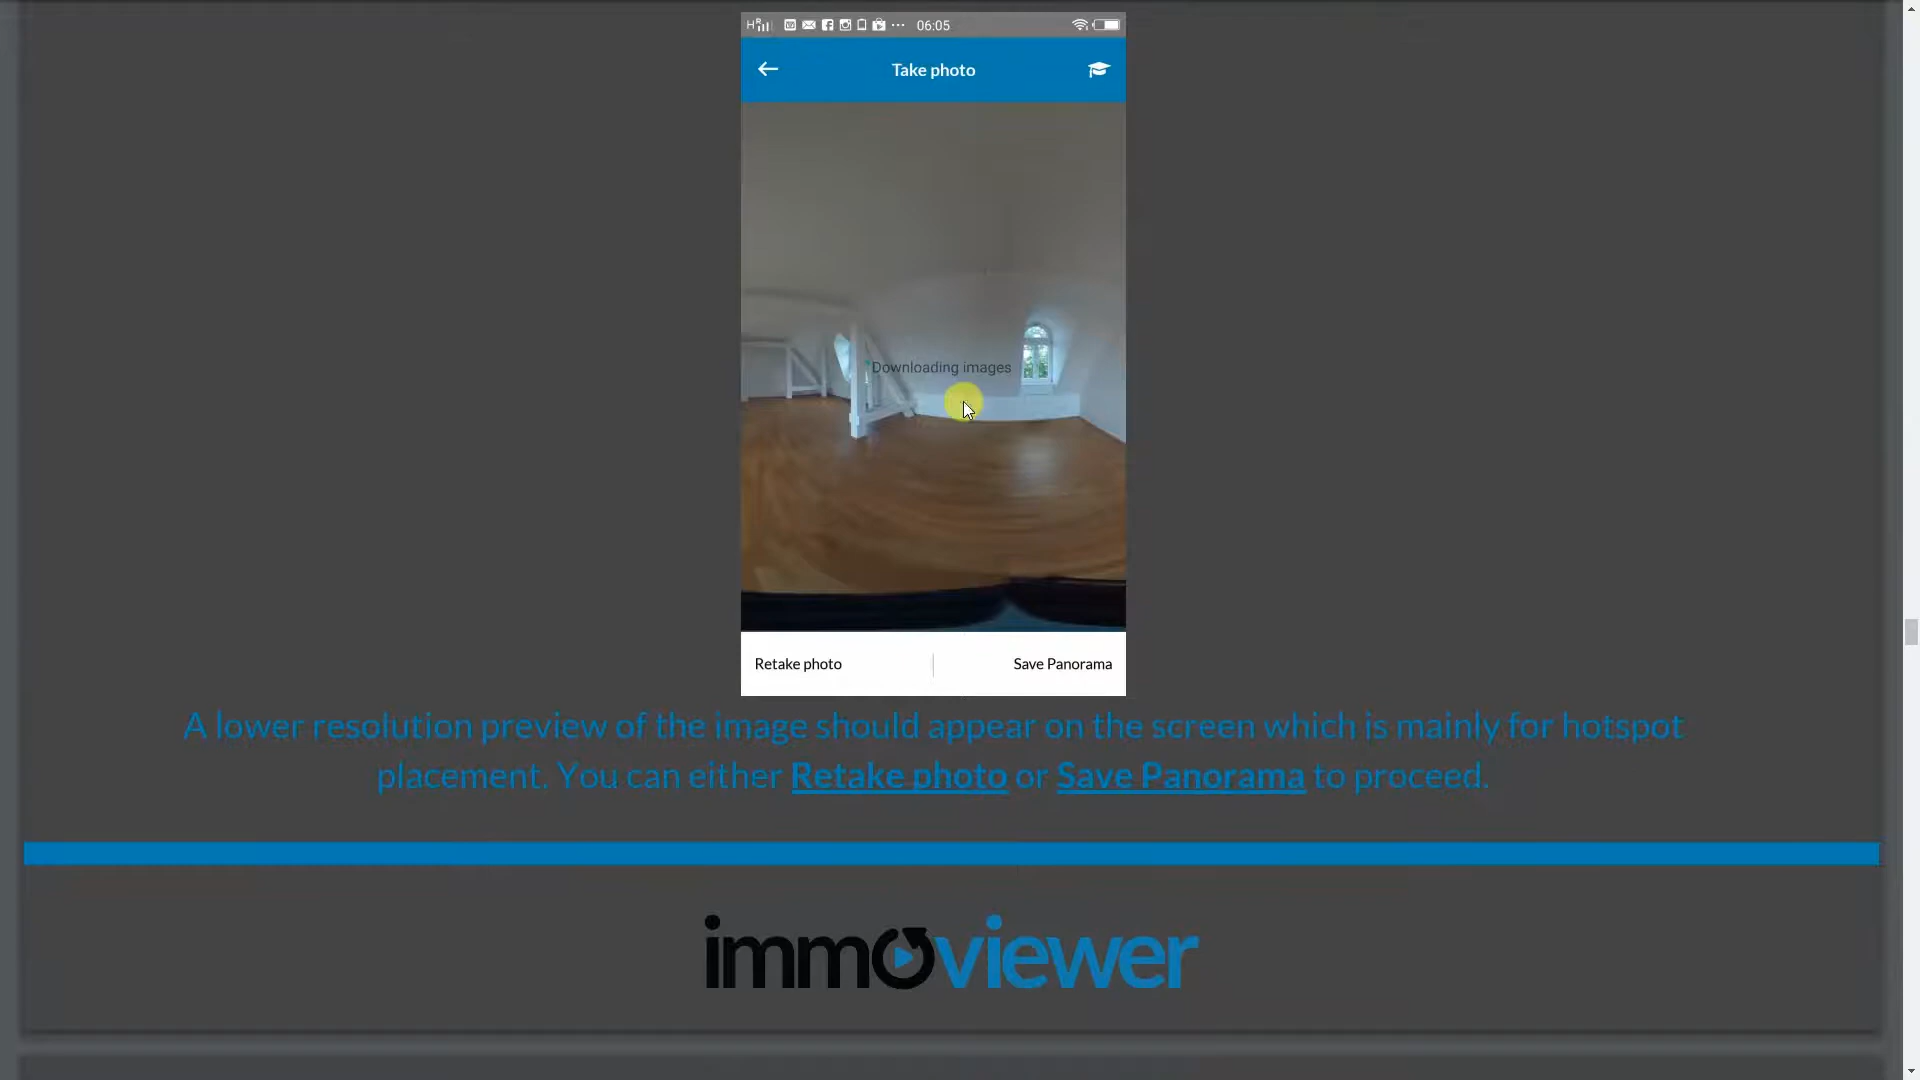 06:05
Take photo
Downloading images
Retake photo
Save Panorama
A lower resolution preview of the image should appear on the screen which is mainly for hotspot
placement. You can either Retake photo or Save Panorama to proceed.
immoviewer